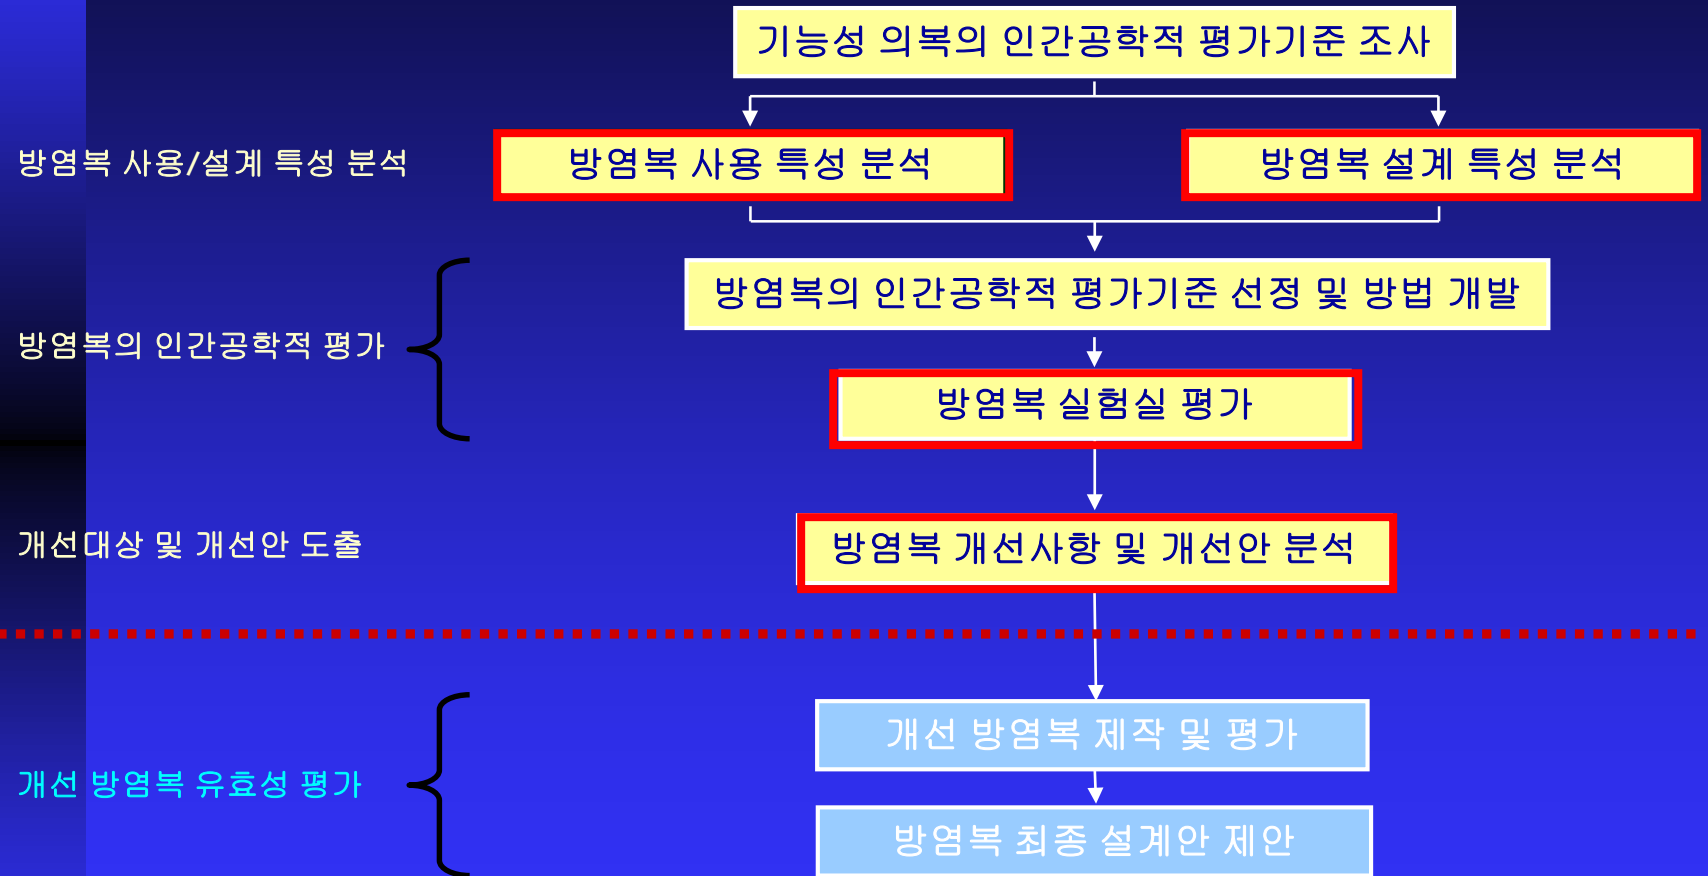 기능성 의복의 인간공학적 평가기준 조사
방염복 사용/설계 특성 분석
방염복 사용 특성 분석
방염복 설계 특성 분석
방염복의 인간공학적 평가기준 선정 및 방법 개발
방염복의 인간공학적 평가
방염복 실험실 평가
개선대상 및 개선안 도출
방염복 개선사항 및 개선안 분석
개선 방염복 제작 및 평가
개선 방염복 유효성 평가
방염복 최종 설계안 제안